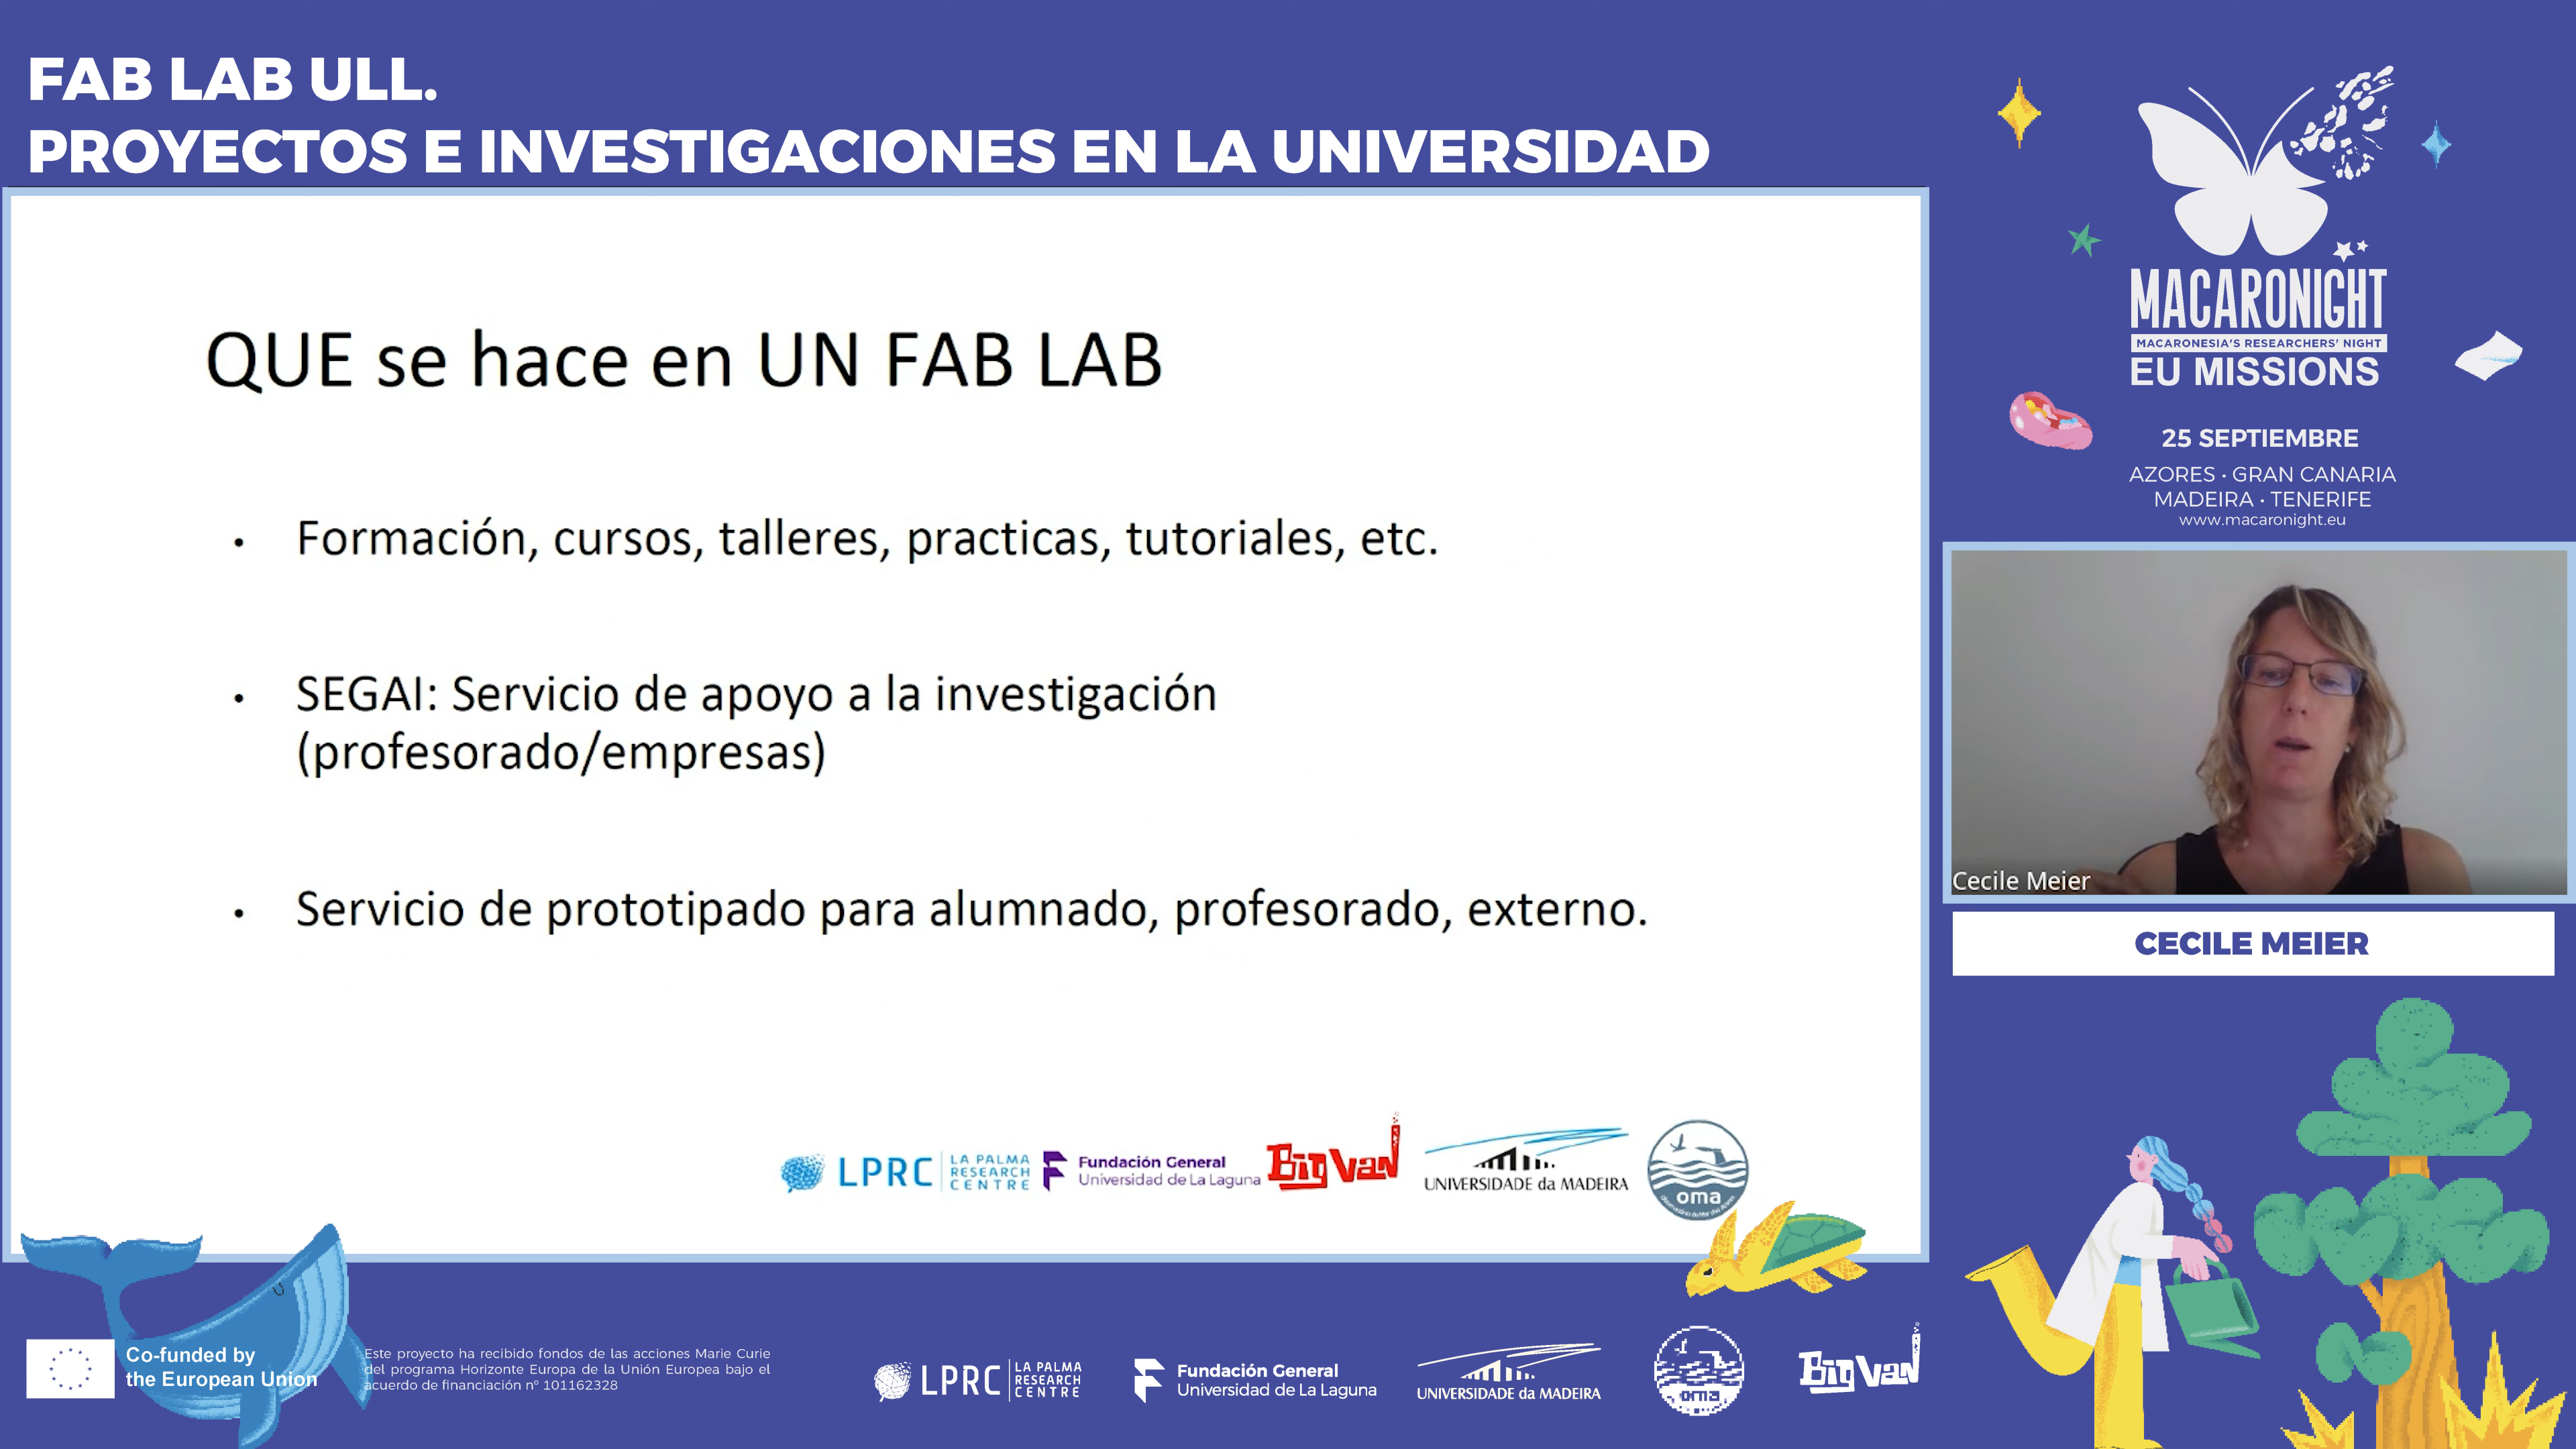 FAB LAB ULL.
PROYECTOS E INVESTIGACIONES EN LA UNIVERSIDAD
QUE se hace en UN FAB LAB
• Formación, cursos, talleres, practicas, tutoriales, etc.
• SEGAI: Servicio de apoyo a la investigación
(profesorado/empresas)
• Servicio de prototipado para alumnado, profesorado, externo.
LPRC LA PALMA
RESEARCH
CENTRE
Fundación General
Universidad de La Laguna
Big Van
UNIVERSIDADE da MADEIRA
oma
MACARONIGHT
MACARONESIA'S RESEARCHERS' NIGHT
EU MISSIONS
25 SEPTIEMBRE
AZORES · GRAN CANARIA
MADEIRA · TENERIFE
www.macaronight.eu
Cecile Meier
CECILE MEIER
Co-funded by
the European Union
Este proyecto ha recibido fondos de las acciones Marie Curie
del programa Horizonte Europa de la Unión Europea bajo el
acuerdo de financiación nº 101162328
LPRC LA PALMA
RESEARCH
CENTRE
Fundación General
Universidad de La Laguna
UNIVERSIDADE da MADEIRA
oma
Big Van